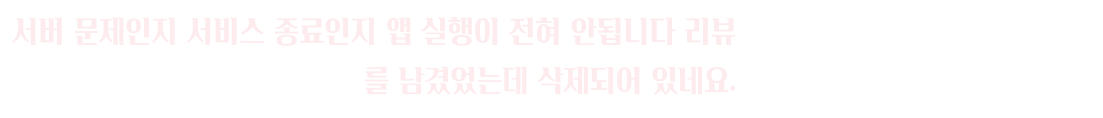 서버 문제인지 서비스 종료인지 앱 실행이 전혀 안됩니다 리뷰
를 남겼었는데 삭제되어 있네요.